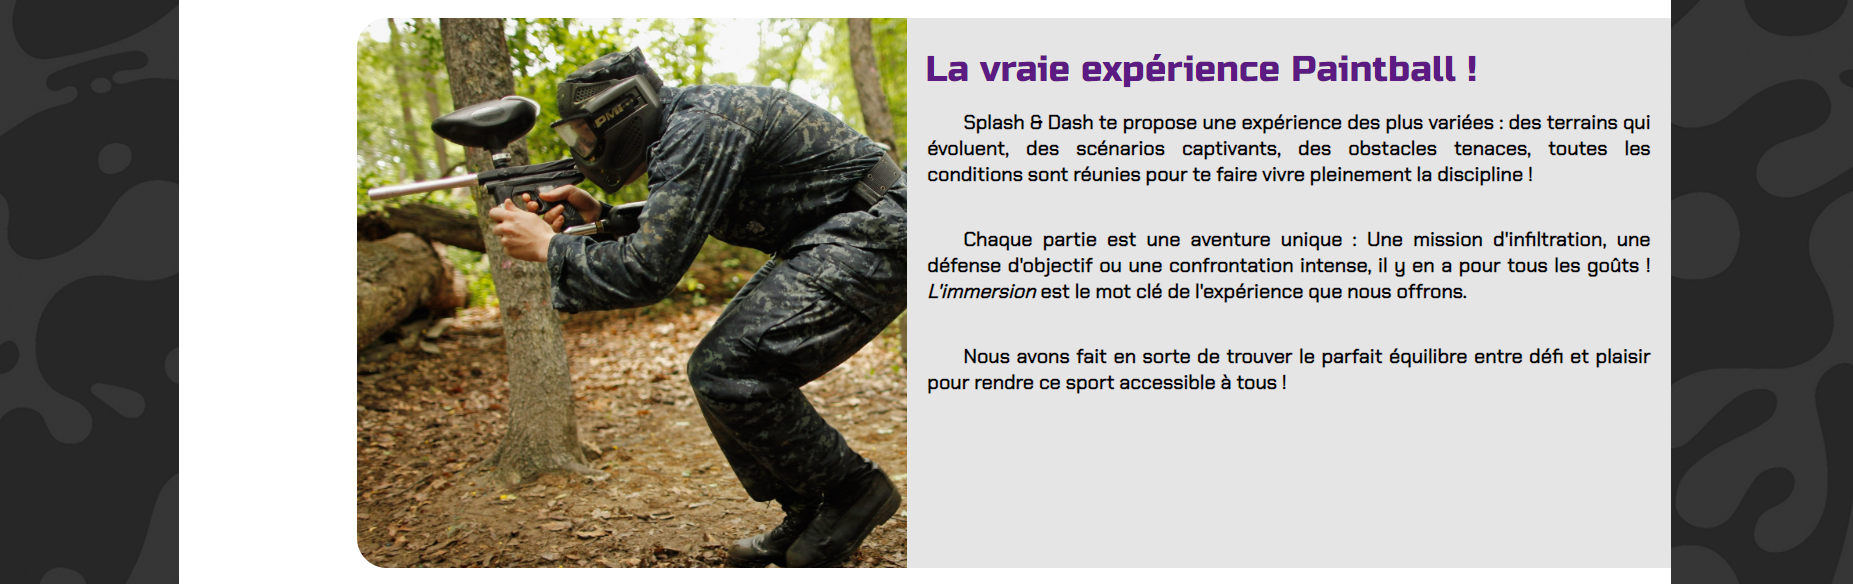 La vraie expérience Paintball !
Splash & Dash te propose une expérience des plus variées : des terrains qui
évoluent, des scénarios captivants, des obstacles tenaces, toutes les
conditions sont réunies pour te faire vivre pleinement la discipline !
Chaque partie est une aventure unique : Une mission d'infiltration, une
défense d'objectif ou une confrontation intense, il y en a pour tous les goûts !
L'immersion est le mot clé de l'expérience que nous offrons.
Nous avons fait en sorte de trouver le parfait équilibre entre défi et plaisir
pour rendre ce sport accessible à tous !